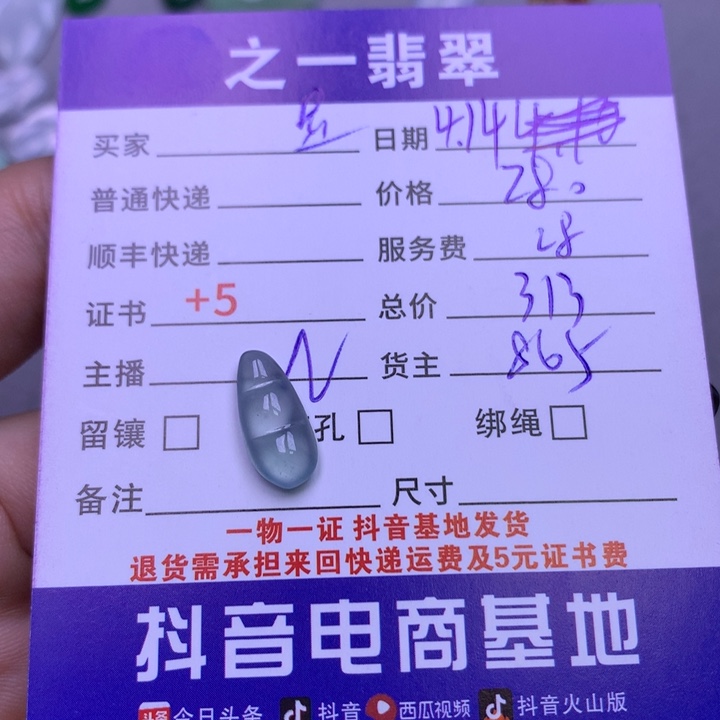 之一翡翠
买家 日期 4.14
普通快递 价格 280
顺丰快递 服务费 28
证书 +5 总价 313
主播 N 货主 865
留镶 孔 绑绳
备注 尺寸
一物一证 抖音基地发货
退货需承担来回快递运费及5元证书费
抖音电商基地
头条 今日头条 抖音 西瓜视频 抖音火山版